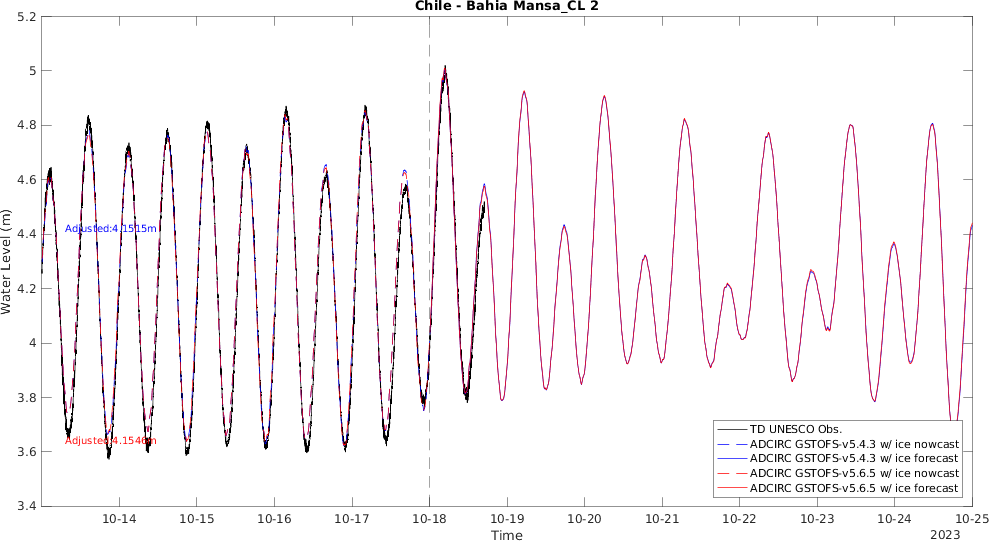 Chile - Bahia Mansa_CL 2
5.2
5
4.8
4.6
4.4
4.2
4
3.8
3.6
3.4
Water Level (m)
Adjusted:4.1515m
Adjusted:4.1546m
TD UNESCO Obs.
ADCIRC GSTOFS-v5.4.3 w/ ice nowcast
ADCIRC GSTOFS-v5.4.3 w/ ice forecast
ADCIRC GSTOFS-v5.6.5 w/ ice nowcast
ADCIRC GSTOFS-v5.6.5 w/ ice forecast
10-14 10-15 10-16 10-17 10-18 10-19 10-20 10-21 10-22 10-23 10-24 10-25
Time
2023